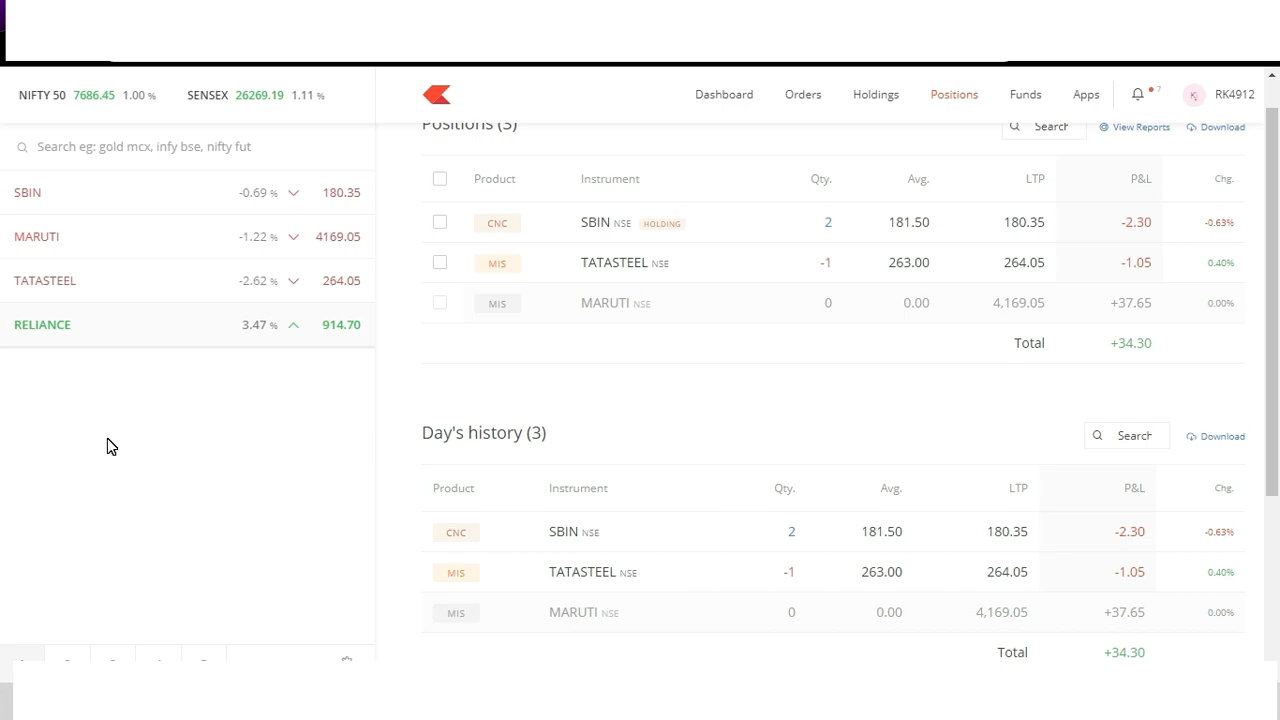 NIFTY 50 7686.45 1.00 % SENSEX 26269.19 1.11 %
Dashboard Orders Holdings Positions Funds Apps 7 RK4912
Search eg: gold mcx, infy bse, nifty fut
SBIN -0.69 % 180.35
MARUTI -1.22 % 4169.05
TATASTEEL -2.62 % 264.05
RELIANCE 3.47 % 914.70
Positions (3) Search View Reports Download
Product Instrument Qty. Avg. LTP P&L Chg.
CNC SBIN NSE HOLDING 2 181.50 180.35 -2.30 -0.63%
MIS TATASTEEL NSE -1 263.00 264.05 -1.05 0.40%
MIS MARUTI NSE 0 0.00 4,169.05 +37.65 0.00%
Total +34.30
Day's history (3) Search Download
Product Instrument Qty. Avg. LTP P&L Chg.
CNC SBIN NSE 2 181.50 180.35 -2.30 -0.63%
MIS TATASTEEL NSE -1 263.00 264.05 -1.05 0.40%
MIS MARUTI NSE 0 0.00 4,169.05 +37.65 0.00%
Total +34.30